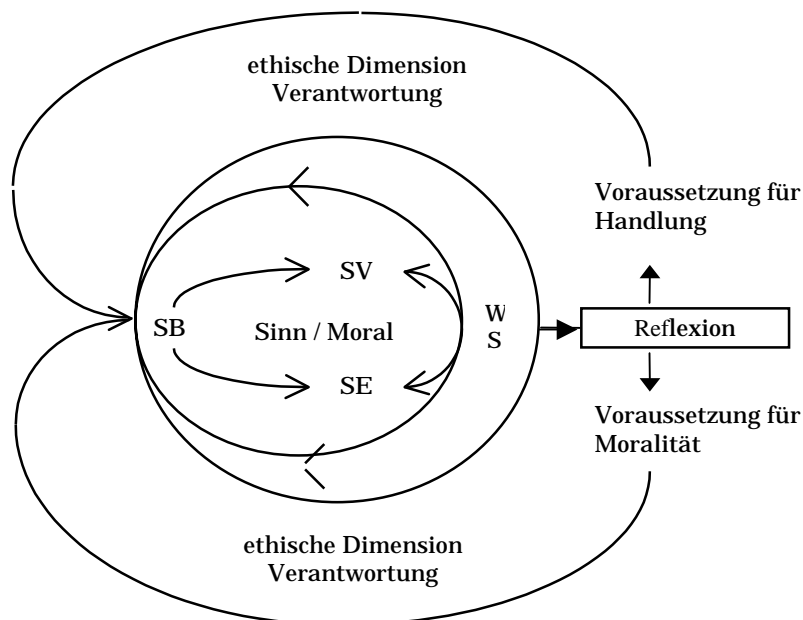 ethische Dimension
Verantwortung
Voraussetzung für
Handlung
SV
SB
Sinn / Moral
W
S
Reflexion
SE
Voraussetzung für
Moralität
ethische Dimension
Verantwortung